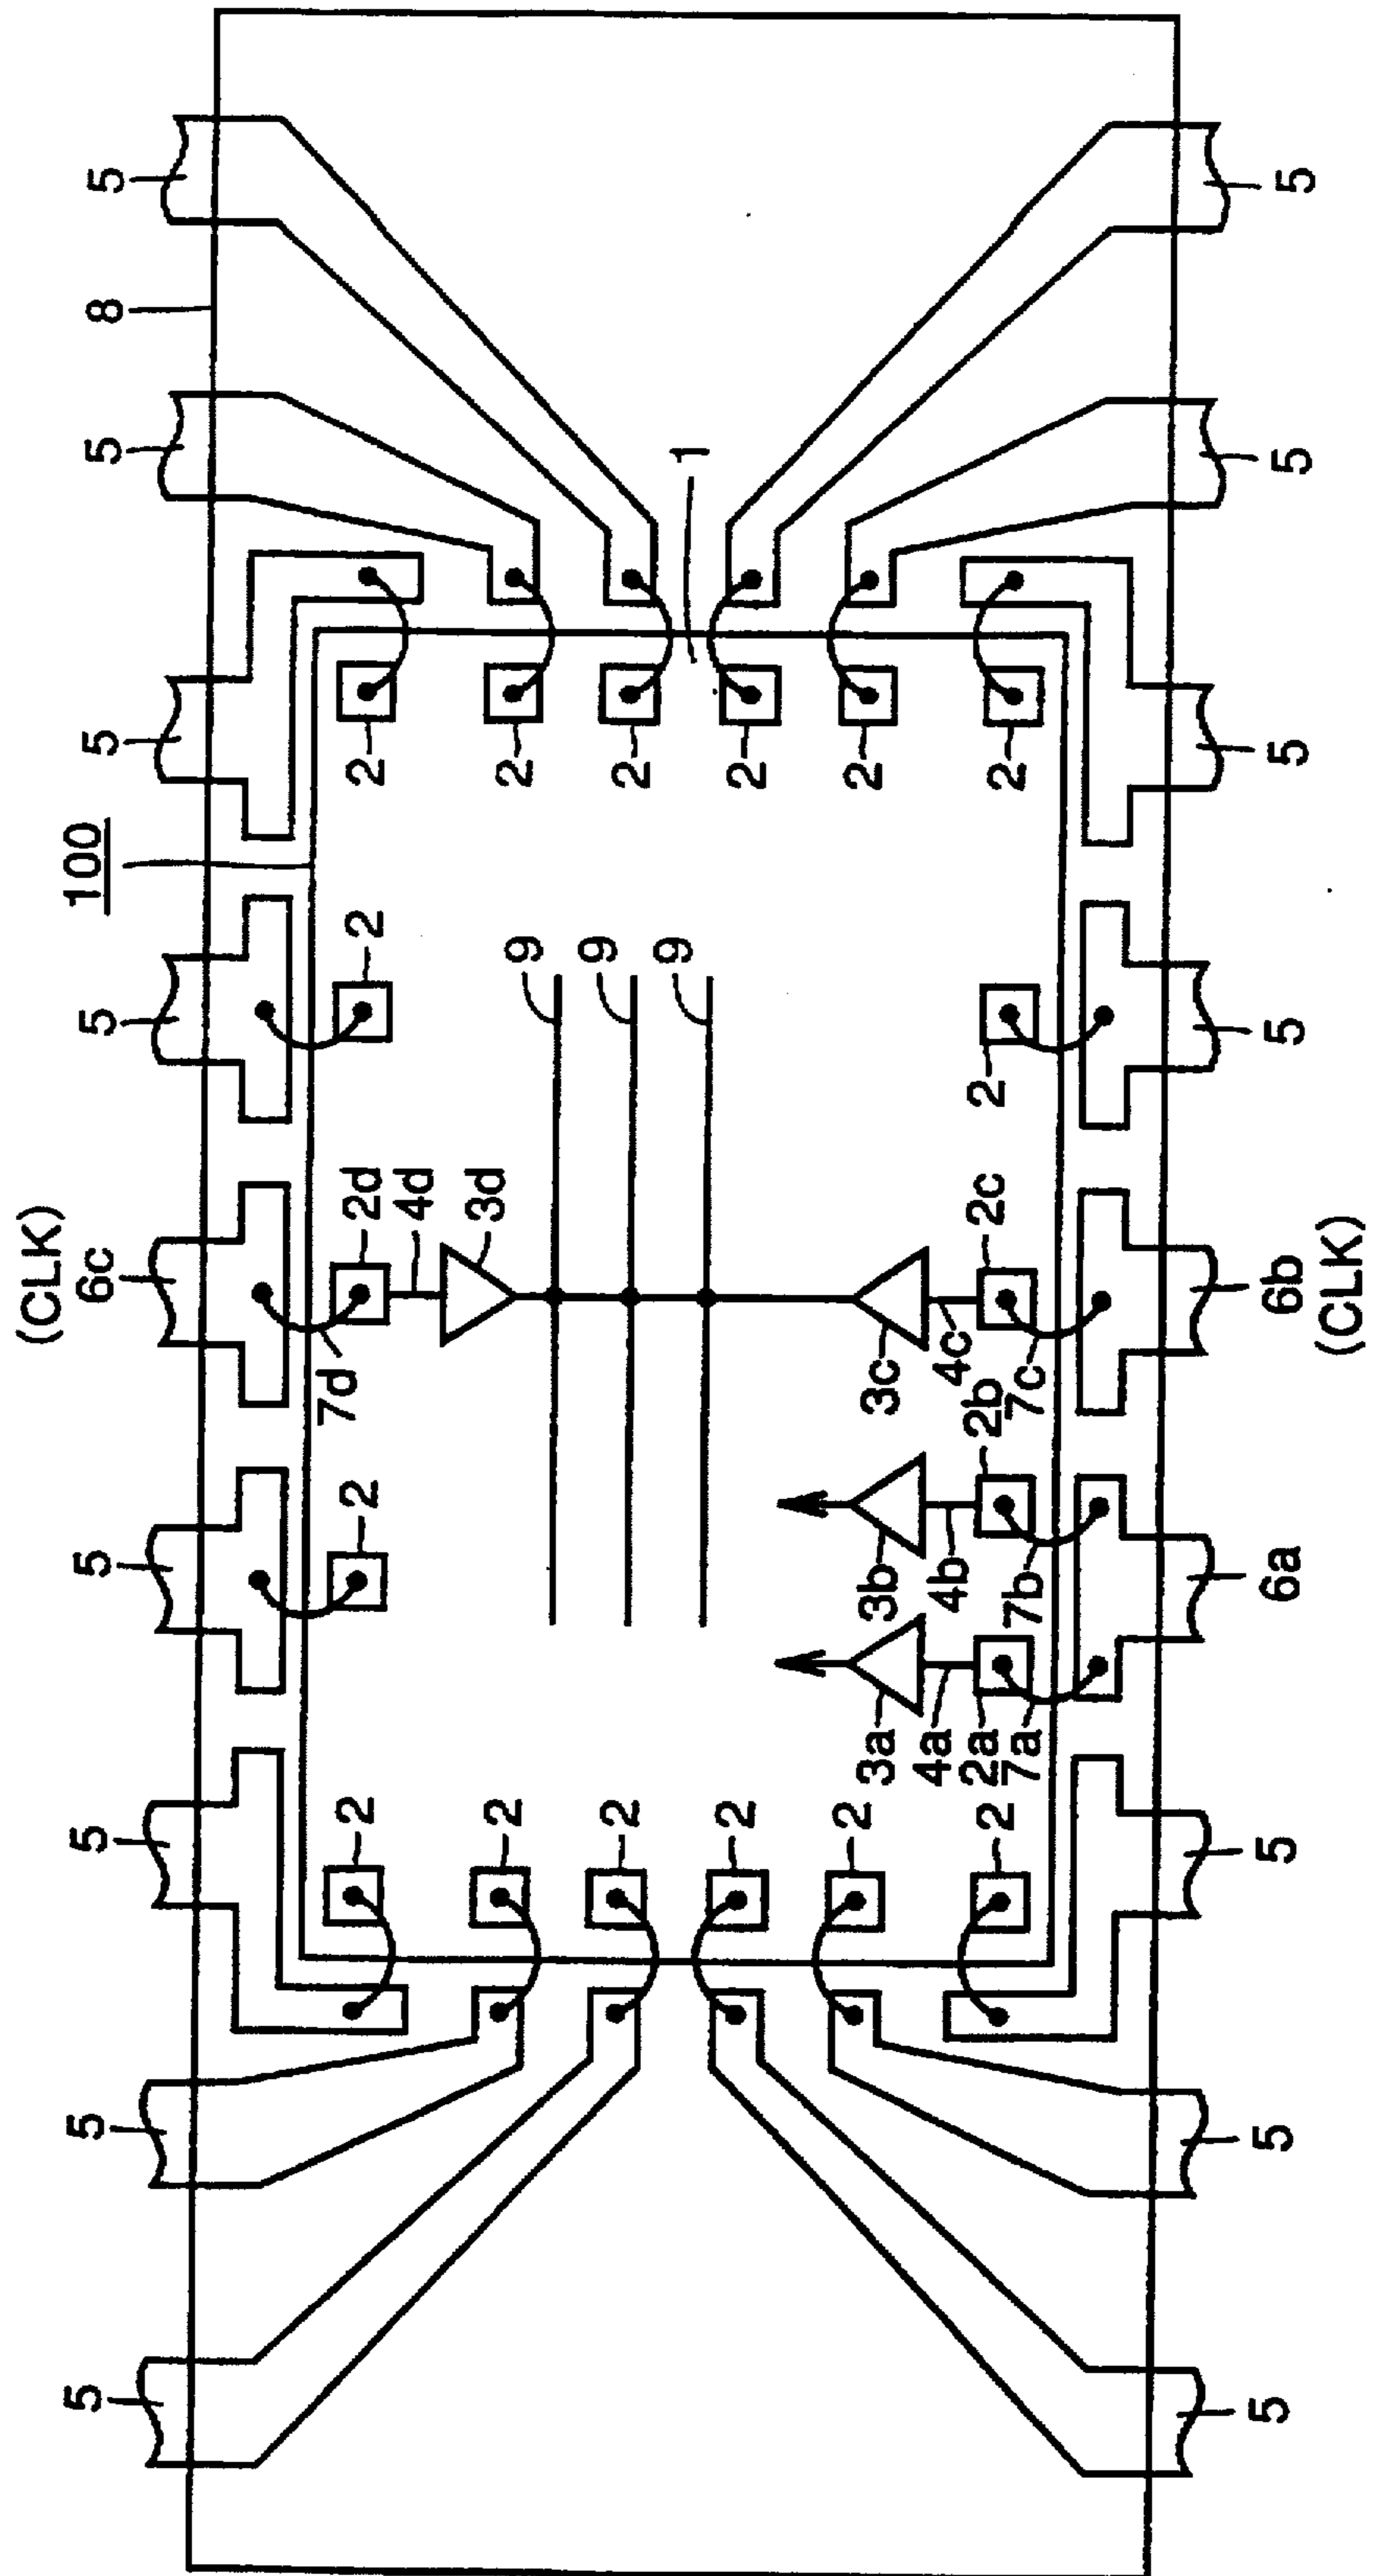 (CLK)
5 5 5 5 6c 5 100 5 5 8 5
7d
2 2 2d 2 2
4d
2 3d 9 2
2 9 2
9 1
2 2
2 2
3a 3b 3c
4a 4b 4c
2 2a 2b 2c 2 2
7a 7b 7c
5 5 5 6a 6b 5 5 5 5
(CLK)